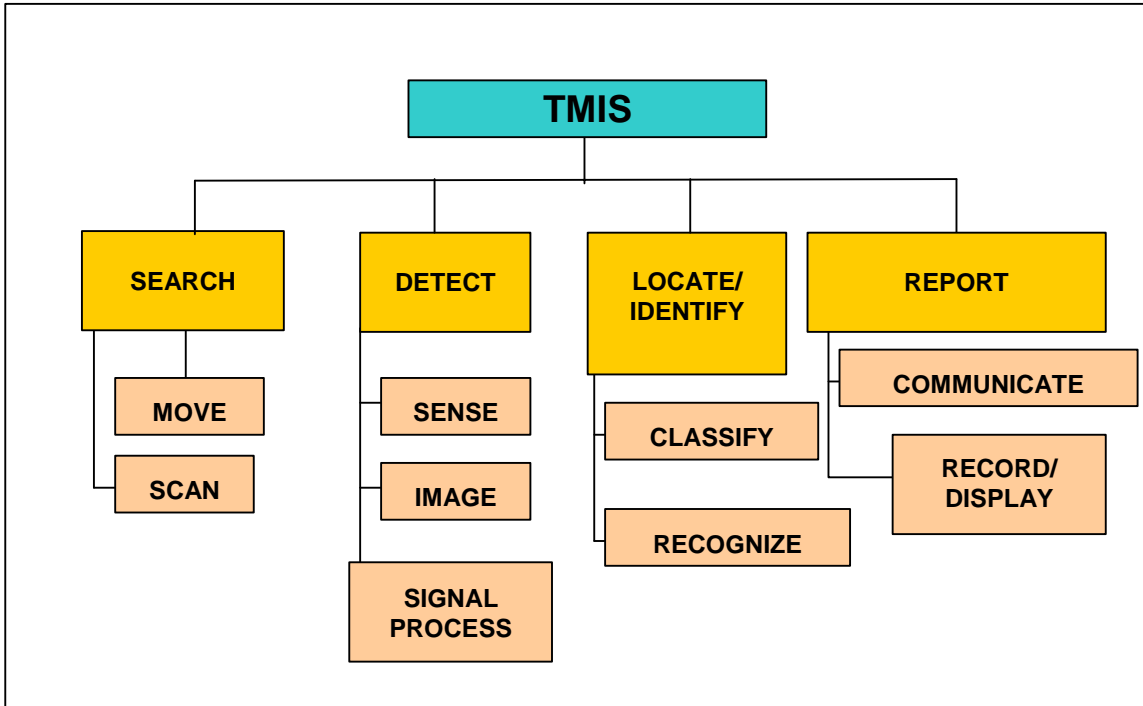 TMIS
SEARCH
MOVE
SCAN
DETECT
SENSE
IMAGE
SIGNAL
PROCESS
LOCATE/
IDENTIFY
CLASSIFY
RECOGNIZE
REPORT
COMMUNICATE
RECORD/
DISPLAY